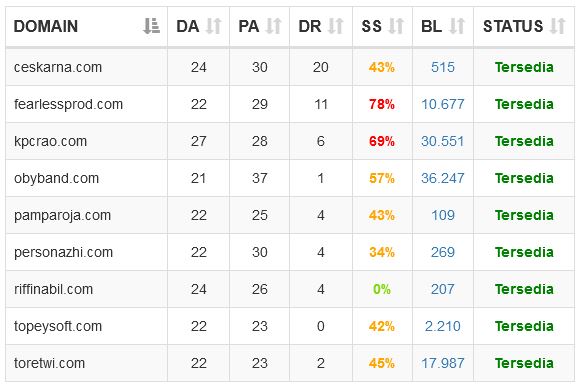 DOMAIN DA PA DR SS BL STATUS
ceskarna.com 24 30 20 43% 515 Tersedia
fearlessprod.com 22 29 11 78% 10.677 Tersedia
kpcrao.com 27 28 6 69% 30.551 Tersedia
obyband.com 21 37 1 57% 36.247 Tersedia
pamparoja.com 22 25 4 43% 109 Tersedia
personazhi.com 22 30 4 34% 269 Tersedia
riffinabil.com 24 26 4 0% 207 Tersedia
topeysoft.com 22 23 0 42% 2.210 Tersedia
toretwi.com 22 23 2 45% 17.987 Tersedia